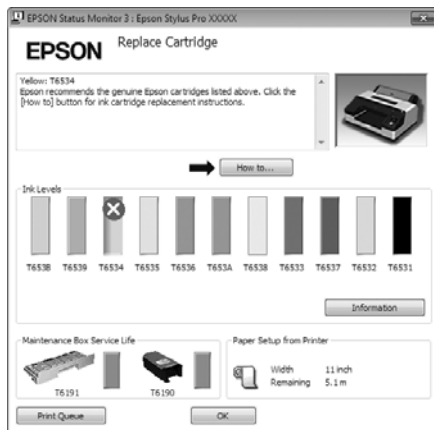 EPSON Status Monitor 3 : Epson Stylus Pro XXXXX
EPSON
Replace Cartridge
Yellow: T6534
Epson recommends the genuine Epson cartridges listed above. Click the
[How to] button for ink cartridge replacement instructions.
How to...
Ink Levels
T653B T6539 T6534 T6535 T6536 T653A T6538 T6533 T6537 T6532 T6531
Information
Maintenance Box Service Life
T6191 T6190
Paper Setup from Printer
Width 11 inch
Remaining 5.1 m
Print Queue OK